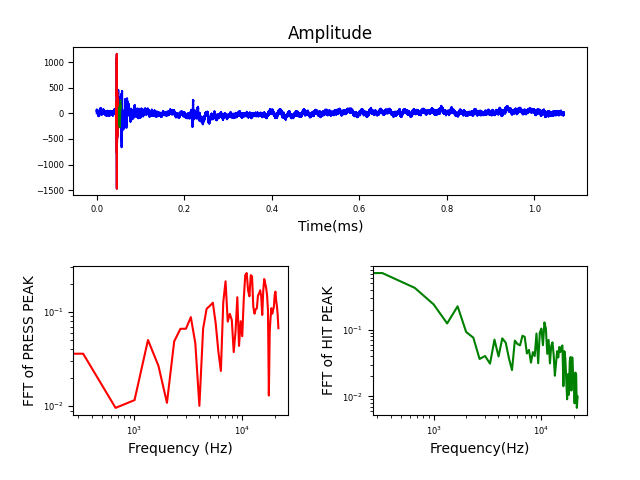 Amplitude
1000
500
0
−500
−1000
−1500
0.0 0.2 0.4 0.6 0.8 1.0
Time(ms)
FFT of PRESS PEAK
10⁻¹
10⁻²
10³ 10⁴
Frequency (Hz)
FFT of HIT PEAK
10⁻¹
10⁻²
10³ 10⁴
Frequency(Hz)